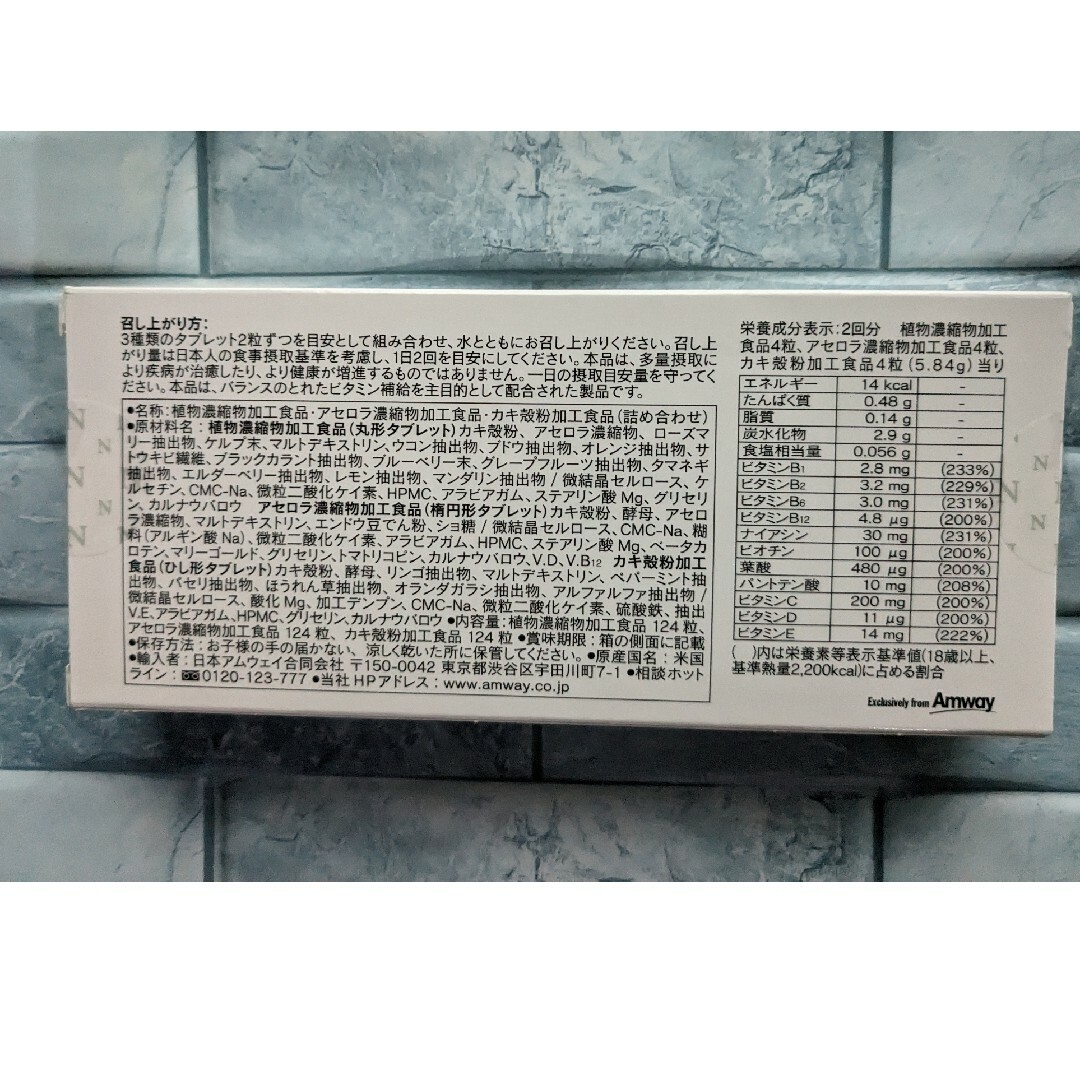 召し上がり方:
3種類のタブレット2粒ずつを目安として組み合わせ、水とともにお召し上がりください。召し上
がり量は日本人の食事摂取基準を考慮し、1日2回を目安にしてください。本品は、多量摂取に
より疾病が治癒したり、より健康が増進するものではありません。一日の摂取目安量を守ってく
ださい。本品は、バランスのとれたビタミン補給を主目的として配合された製品です。
●名称:植物濃縮物加工食品・アセロラ濃縮物加工食品・カキ殻粉加工食品(詰め合わせ)
●原材料名:植物濃縮物加工食品(丸形タブレット)カキ殻粉、アセロラ濃縮物、ローズマ
リー抽出物、ケルプ末、マルトデキストリン、ウコン抽出物、ブドウ抽出物、オレンジ抽出物、サ
トウキビ繊維、ブラックカラント抽出物、ブルーベリー末、グレープフルーツ抽出物、タマネギ
抽出物、エルダーベリー抽出物、レモン抽出物、マンダリン抽出物/微結晶セルロース、ケ
ルセチン、CMC-Na、微粒二酸化ケイ素、HPMC、アラビアガム、ステアリン酸Mg、グリセリ
ン、カルナウバロウ アセロラ濃縮物加工食品(楕円形タブレット)カキ殻粉、酵母、アセロ
ラ濃縮物、マルトデキストリン、エンドウ豆でん粉、ショ糖/微結晶セルロース、CMC-Na、糊
料(アルギン酸Na)、微粒二酸化ケイ素、アラビアガム、HPMC、ステアリン酸Mg、ベータカ
ロテン、マリーゴールド、グリセリン、トマトリコピン、カルナウバロウ、V.D、V.B12 カキ殻粉加工
食品(ひし形タブレット)カキ殻粉、酵母、リンゴ抽出物、マルトデキストリン、ペパーミント抽
出物、パセリ抽出物、ほうれん草抽出物、オランダガラシ抽出物、アルファルファ抽出物/
微結晶セルロース、酸化Mg、加工デンプン、CMC-Na、微粒二酸化ケイ素、硫酸鉄、抽出
V.E、アラビアガム、HPMC、グリセリン、カルナウバロウ ●内容量:植物濃縮物加工食品 124粒、
アセロラ濃縮物加工食品 124粒、カキ殻粉加工食品 124粒 ●賞味期限:箱の側面に記載
●保存方法:お子様の手の届かない、涼しく乾いた所に保管してください。●原産国名:米国
●輸入者:日本アムウェイ合同会社 〒150-0042 東京都渋谷区宇田川町7-1 ●相談ホット
ライン:0120-123-777 ●当社HPアドレス:www.amway.co.jp
栄養成分表示:2回分 植物濃縮物加工
食品4粒、アセロラ濃縮物加工食品4粒、
カキ殻粉加工食品4粒(5.84g)当り
エネルギー 14 kcal -
たんぱく質 0.48 g -
脂質 0.14 g -
炭水化物 2.9 g -
食塩相当量 0.056 g -
ビタミンB1 2.8 mg (233%)
ビタミンB2 3.2 mg (229%)
ビタミンB6 3.0 mg (231%)
ビタミンB12 4.8 μg (200%)
ナイアシン 30 mg (231%)
ビオチン 100 μg (200%)
葉酸 480 μg (200%)
パントテン酸 10 mg (208%)
ビタミンC 200 mg (200%)
ビタミンD 11 μg (200%)
ビタミンE 14 mg (222%)
( )内は栄養素等表示基準値(18歳以上、
基準熱量2,200kcal)に占める割合
Exclusively from Amway